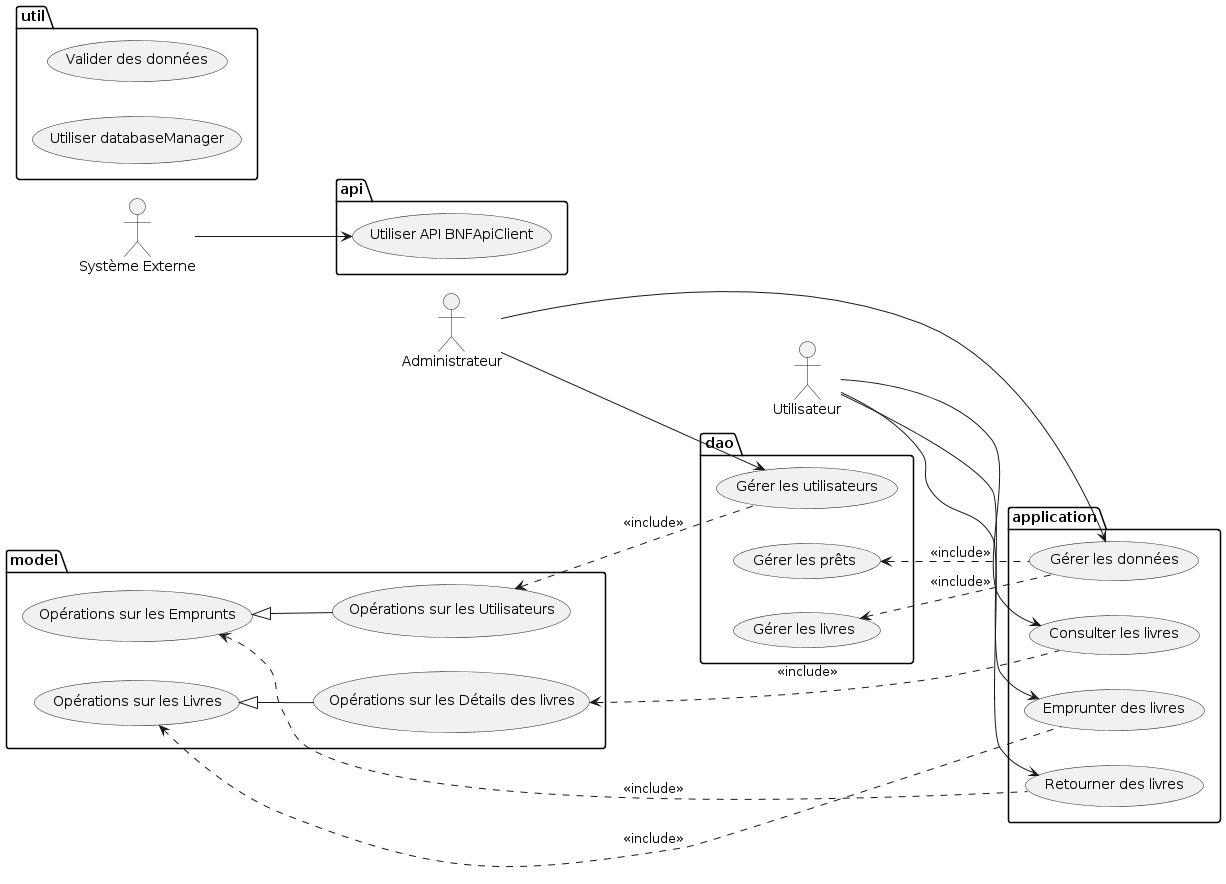 util
Valider des données
Utiliser databaseManager
api
Utiliser API BNFApiClient
Système Externe
Administrateur
Utilisateur
dao
Gérer les utilisateurs
«include»
application
model
Gérer les prêts
«include»
Gérer les données
«include»
Opérations sur les Emprunts
Opérations sur les Utilisateurs
Gérer les livres
Consulter les livres
«include»
Opérations sur les Livres
Opérations sur les Détails des livres
Emprunter des livres
«include»
Retourner des livres
«include»